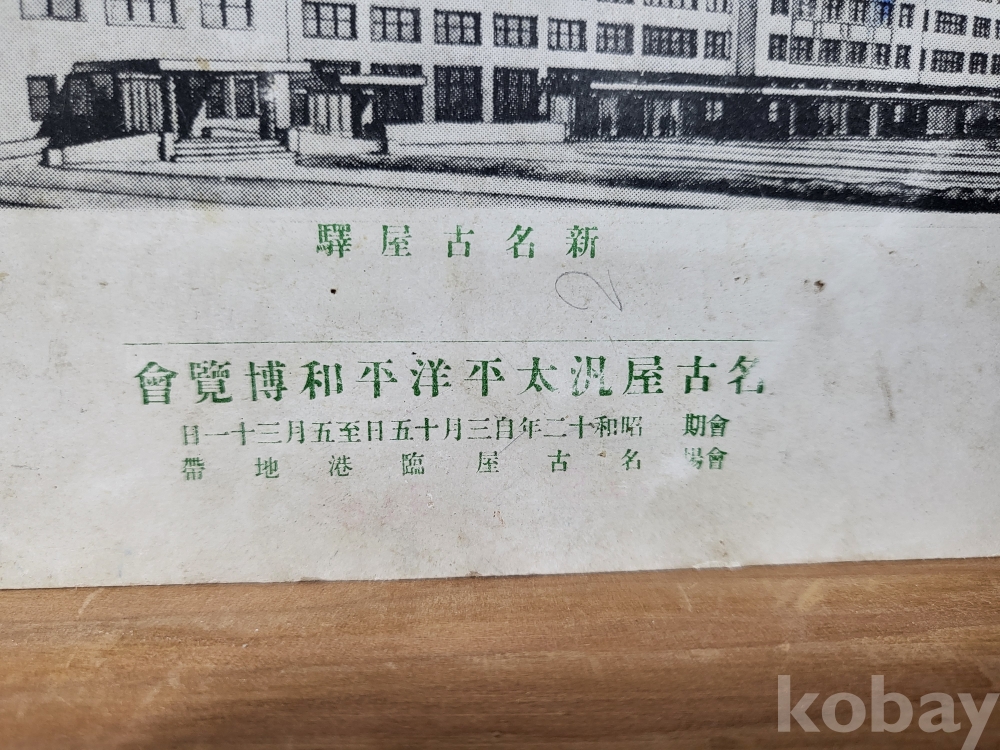 新名古屋驛
2
名古屋汎太平洋平和博覽會
會期 昭和十二年自三月十五日至五月三十一日
會場 名古屋臨港地帶
kobay